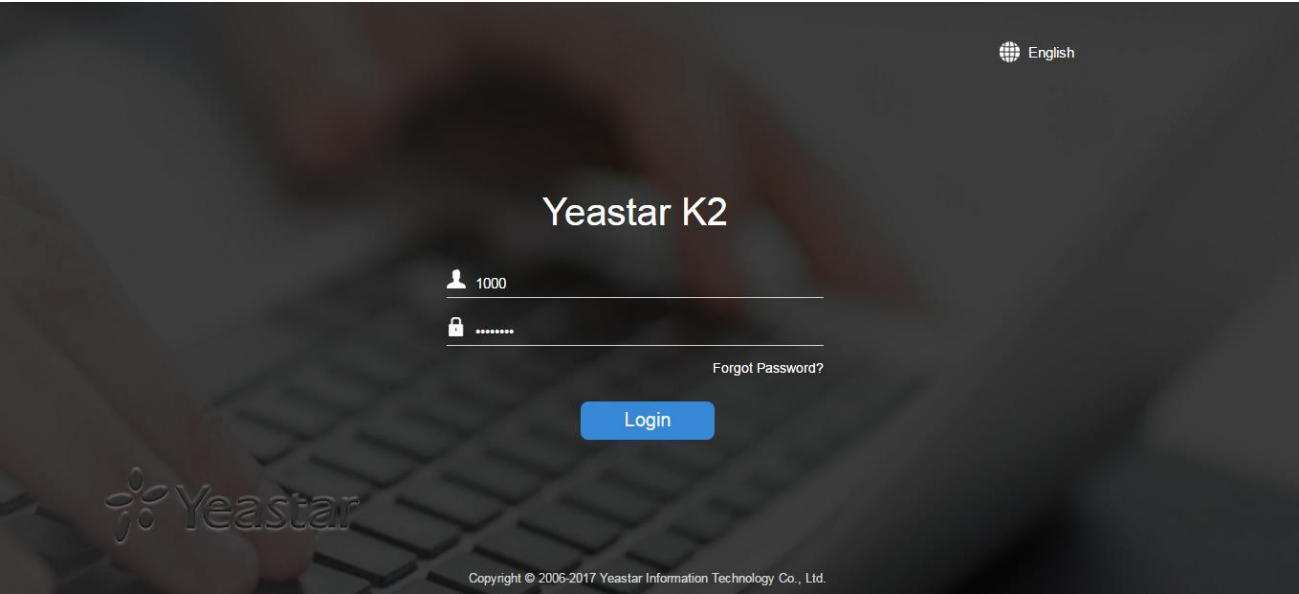 English
Yeastar K2
1000
••••••••
Forgot Password?
Login
Yeastar
Copyright © 2006-2017 Yeastar Information Technology Co., Ltd.